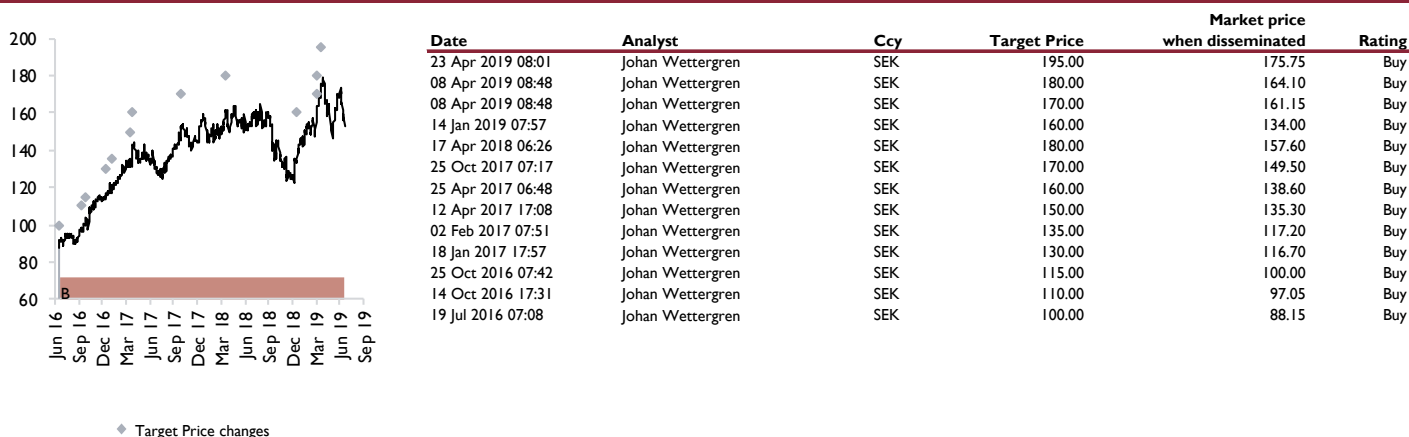 200
180
160
140
120
100
80
60
B
Jun 16
Sep 16
Dec 16
Mar 17
Jun 17
Sep 17
Dec 17
Mar 18
Jun 18
Sep 18
Dec 18
Mar 19
Jun 19
Sep 19
Target Price changes
Market price
Date Analyst Ccy Target Price when disseminated Rating
23 Apr 2019 08:01 Johan Wettergren SEK 195.00 175.75 Buy
08 Apr 2019 08:48 Johan Wettergren SEK 180.00 164.10 Buy
08 Apr 2019 08:48 Johan Wettergren SEK 170.00 161.15 Buy
14 Jan 2019 07:57 Johan Wettergren SEK 160.00 134.00 Buy
17 Apr 2018 06:26 Johan Wettergren SEK 180.00 157.60 Buy
25 Oct 2017 07:17 Johan Wettergren SEK 170.00 149.50 Buy
25 Apr 2017 06:48 Johan Wettergren SEK 160.00 138.60 Buy
12 Apr 2017 17:08 Johan Wettergren SEK 150.00 135.30 Buy
02 Feb 2017 07:51 Johan Wettergren SEK 135.00 117.20 Buy
18 Jan 2017 17:57 Johan Wettergren SEK 130.00 116.70 Buy
25 Oct 2016 07:42 Johan Wettergren SEK 115.00 100.00 Buy
14 Oct 2016 17:31 Johan Wettergren SEK 110.00 97.05 Buy
19 Jul 2016 07:08 Johan Wettergren SEK 100.00 88.15 Buy